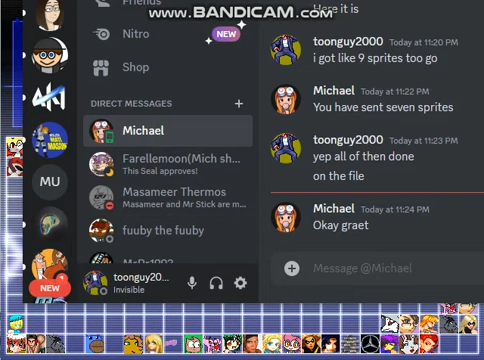 www.BANDICAM.com
Friends
Here it is
Nitro
NEW
Shop
DIRECT MESSAGES
Michael
Farellemoon(Mich sh...
This Seal approves!
Masameer Thermos
Masameer and Mr Stick are m...
fuuby the fuuby
MU
NEW
1
toonguy20...
Invisible
toonguy2000 Today at 11:20 PM
i got like 9 sprites too go
Michael Today at 11:22 PM
You have sent seven sprites
toonguy2000 Today at 11:23 PM
yep all of then done
on the file
Michael Today at 11:24 PM
Okay graet
Message @Michael